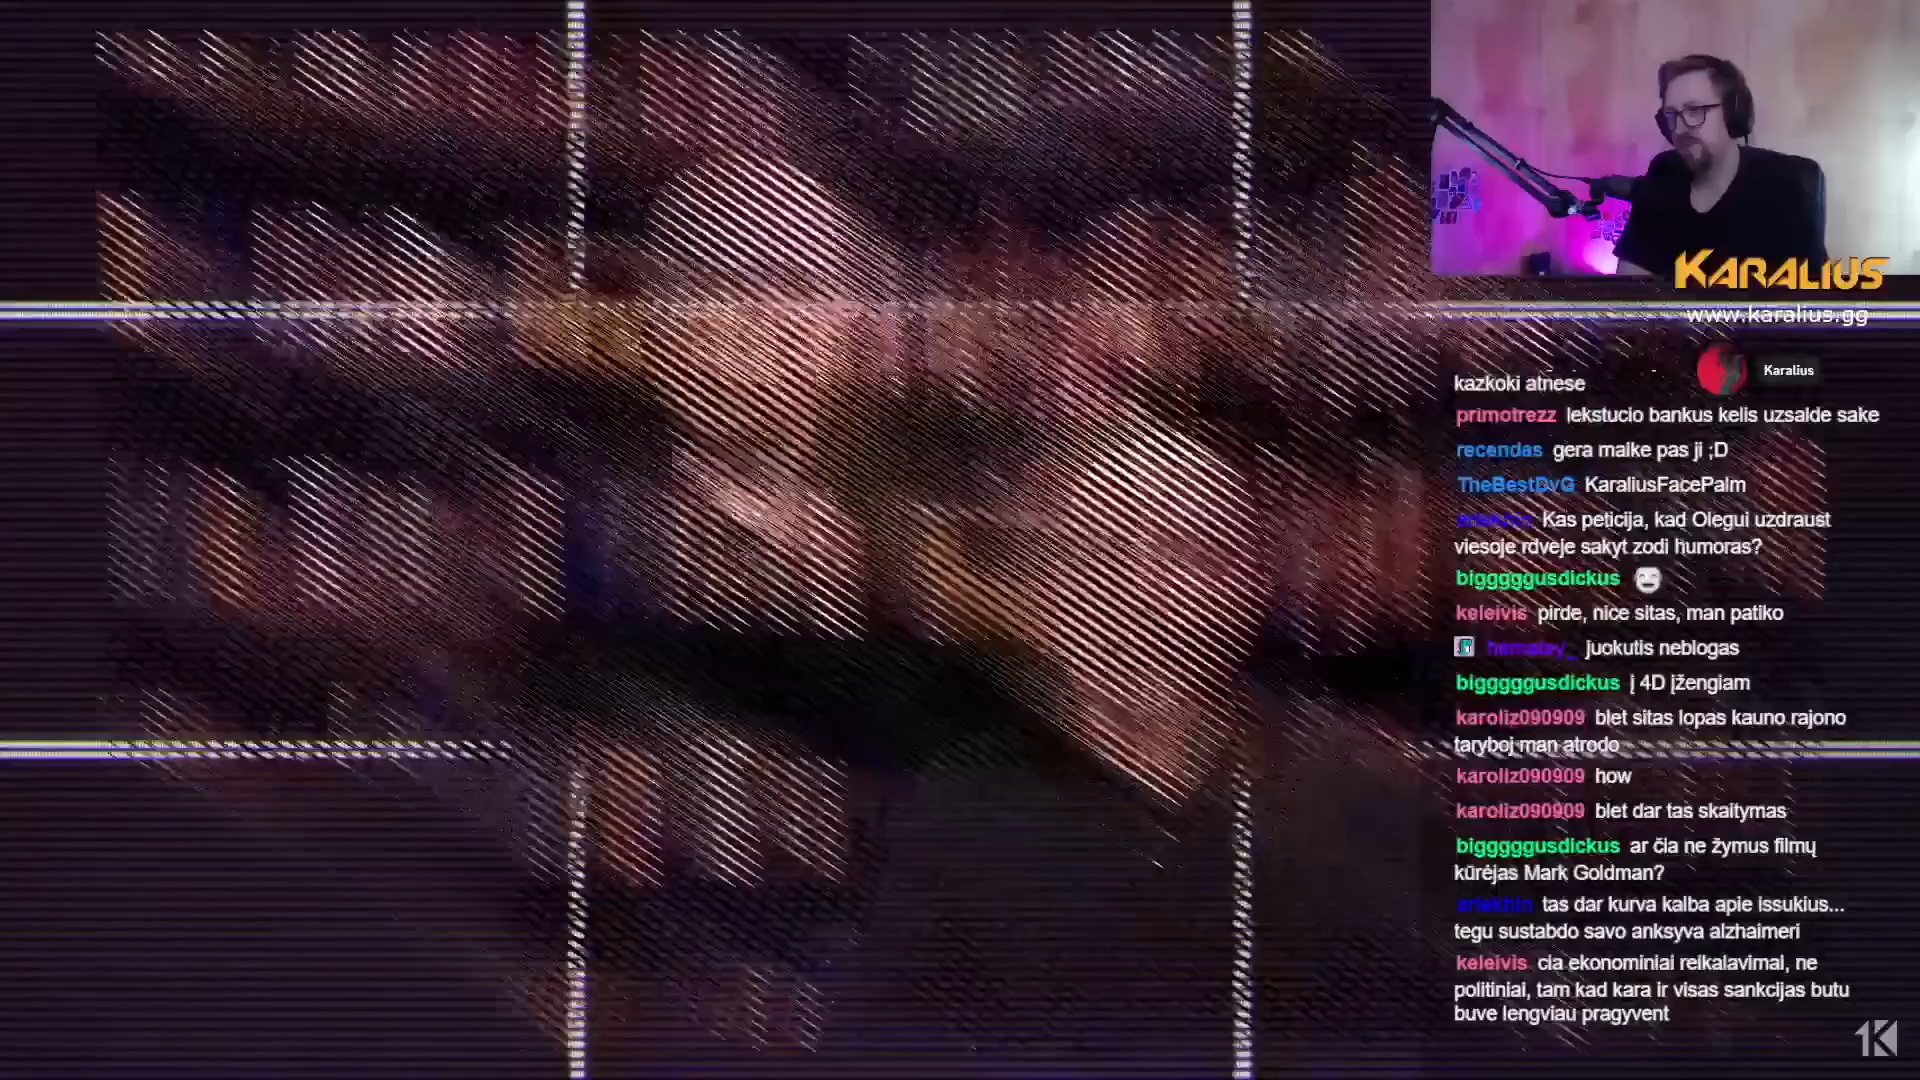 KARALIUS
www.karalius.gg
Karalius
kazkoki atnese
primotrezz lekstucio bankus kelis uzsalde sake
recendas gera malke pas ji ;D
TheBestDvG KaraliusFacePalm
arlekhin Kas peticija, kad Olegui uzdraust
viesoje rdveje sakyt zodi humoras?
bigggggusdickus
keleivis pirde, nice sitas, man patiko
juokutis neblogas
bigggggusdickus į 4D įžengiam
karoliz090909 blet sitas lopas kauno rajono
taryboj man atrodo
karoliz090909 how
karoliz090909 blet dar tas skaitymas
bigggggusdickus ar čia ne žymus filmų
kūrėjas Mark Goldman?
arlekhin tas dar kurva kalba apie issukius...
tegu sustabdo savo anksyva alzhaimeri
keleivis cia ekonominiai reikalavimai, ne
politiniai, tam kad kara ir visas sankcijas butu
buve lengviau pragyvent
1K